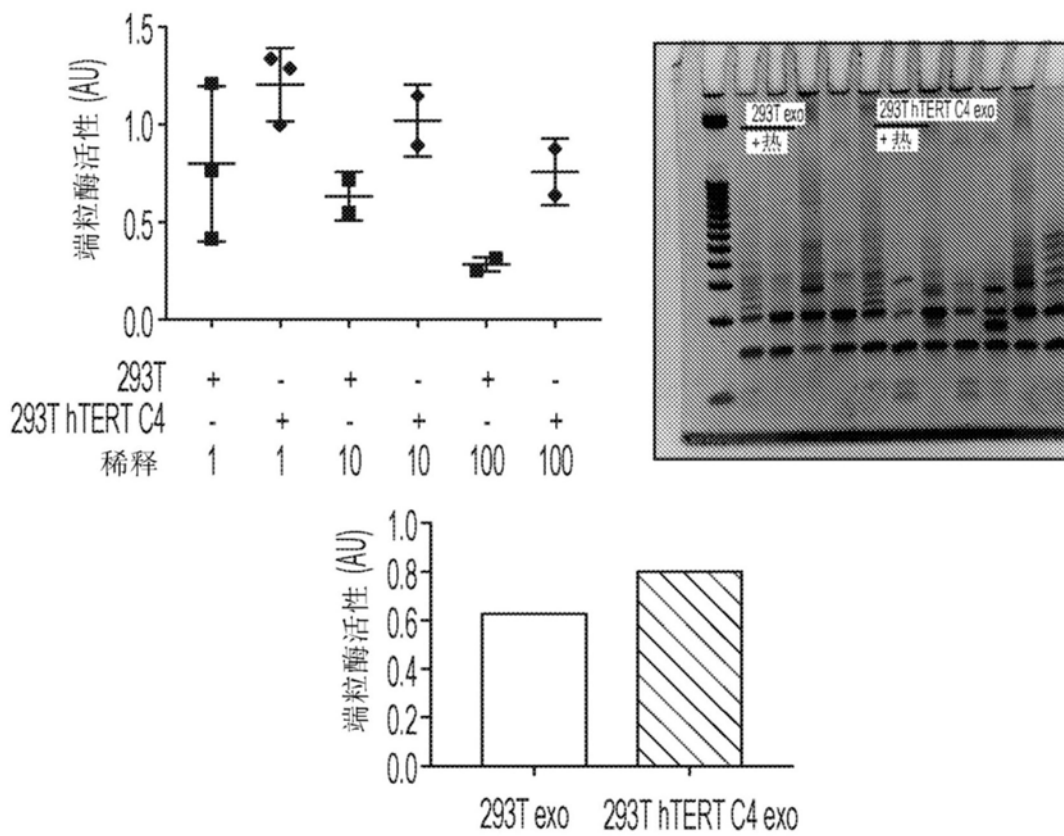 端粒酶活性 (AU)
1.5
1.0
0.5
0.0
293T + - + - + -
293T hTERT C4 - + - + - +
稀释 1 1 10 10 100 100
293T exo
+热
293T hTERT C4 exo
+ 热
端粒酶活性 (AU)
1.0
0.8
0.6
0.4
0.2
0.0
293T exo 293T hTERT C4 exo